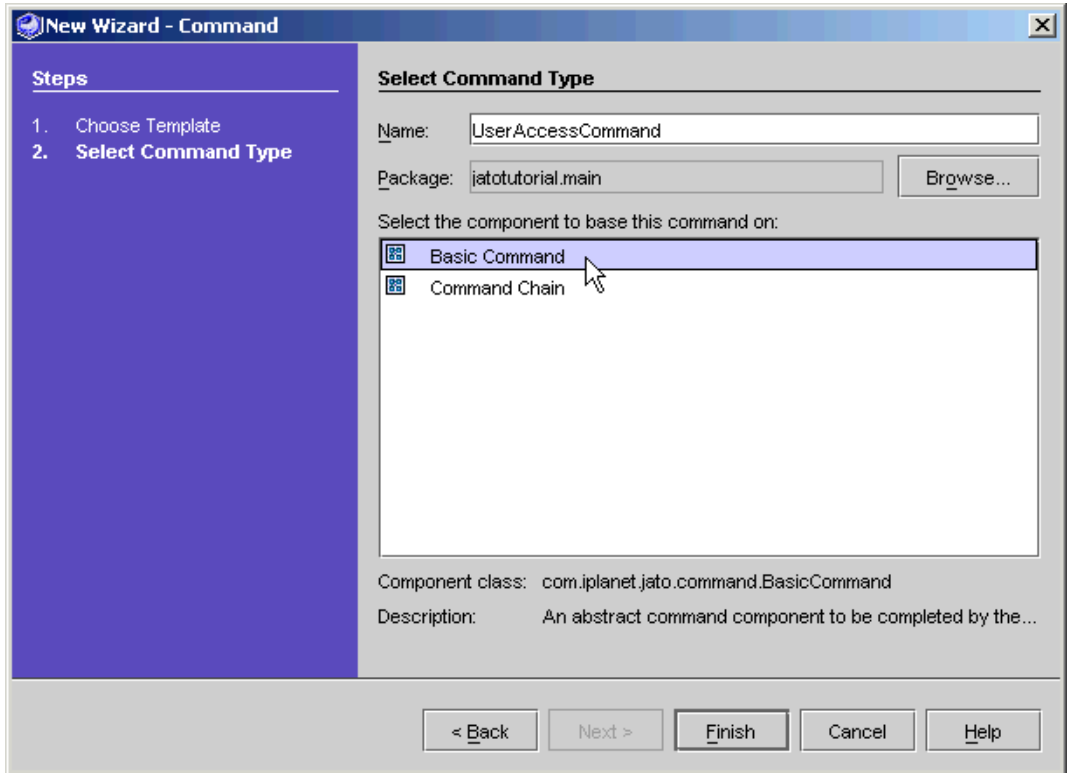 New Wizard - Command
Steps
1. Choose Template
2. Select Command Type
Select Command Type
Name: UserAccessCommand
Package: jatotutorial.main Browse...
Select the component to base this command on:
Basic Command
Command Chain
Component class: com.iplanet.jato.command.BasicCommand
Description: An abstract command component to be completed by the...
< Back Next > Finish Cancel Help